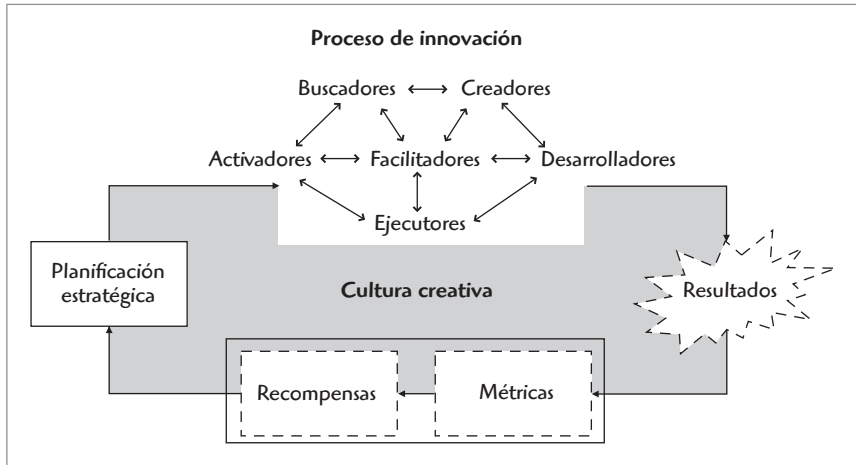 Proceso de innovación
Buscadores Creadores
Activadores Facilitadores Desarrolladores
Ejecutores
Planificación
estratégica
Cultura creativa
Resultados
Recompensas Métricas